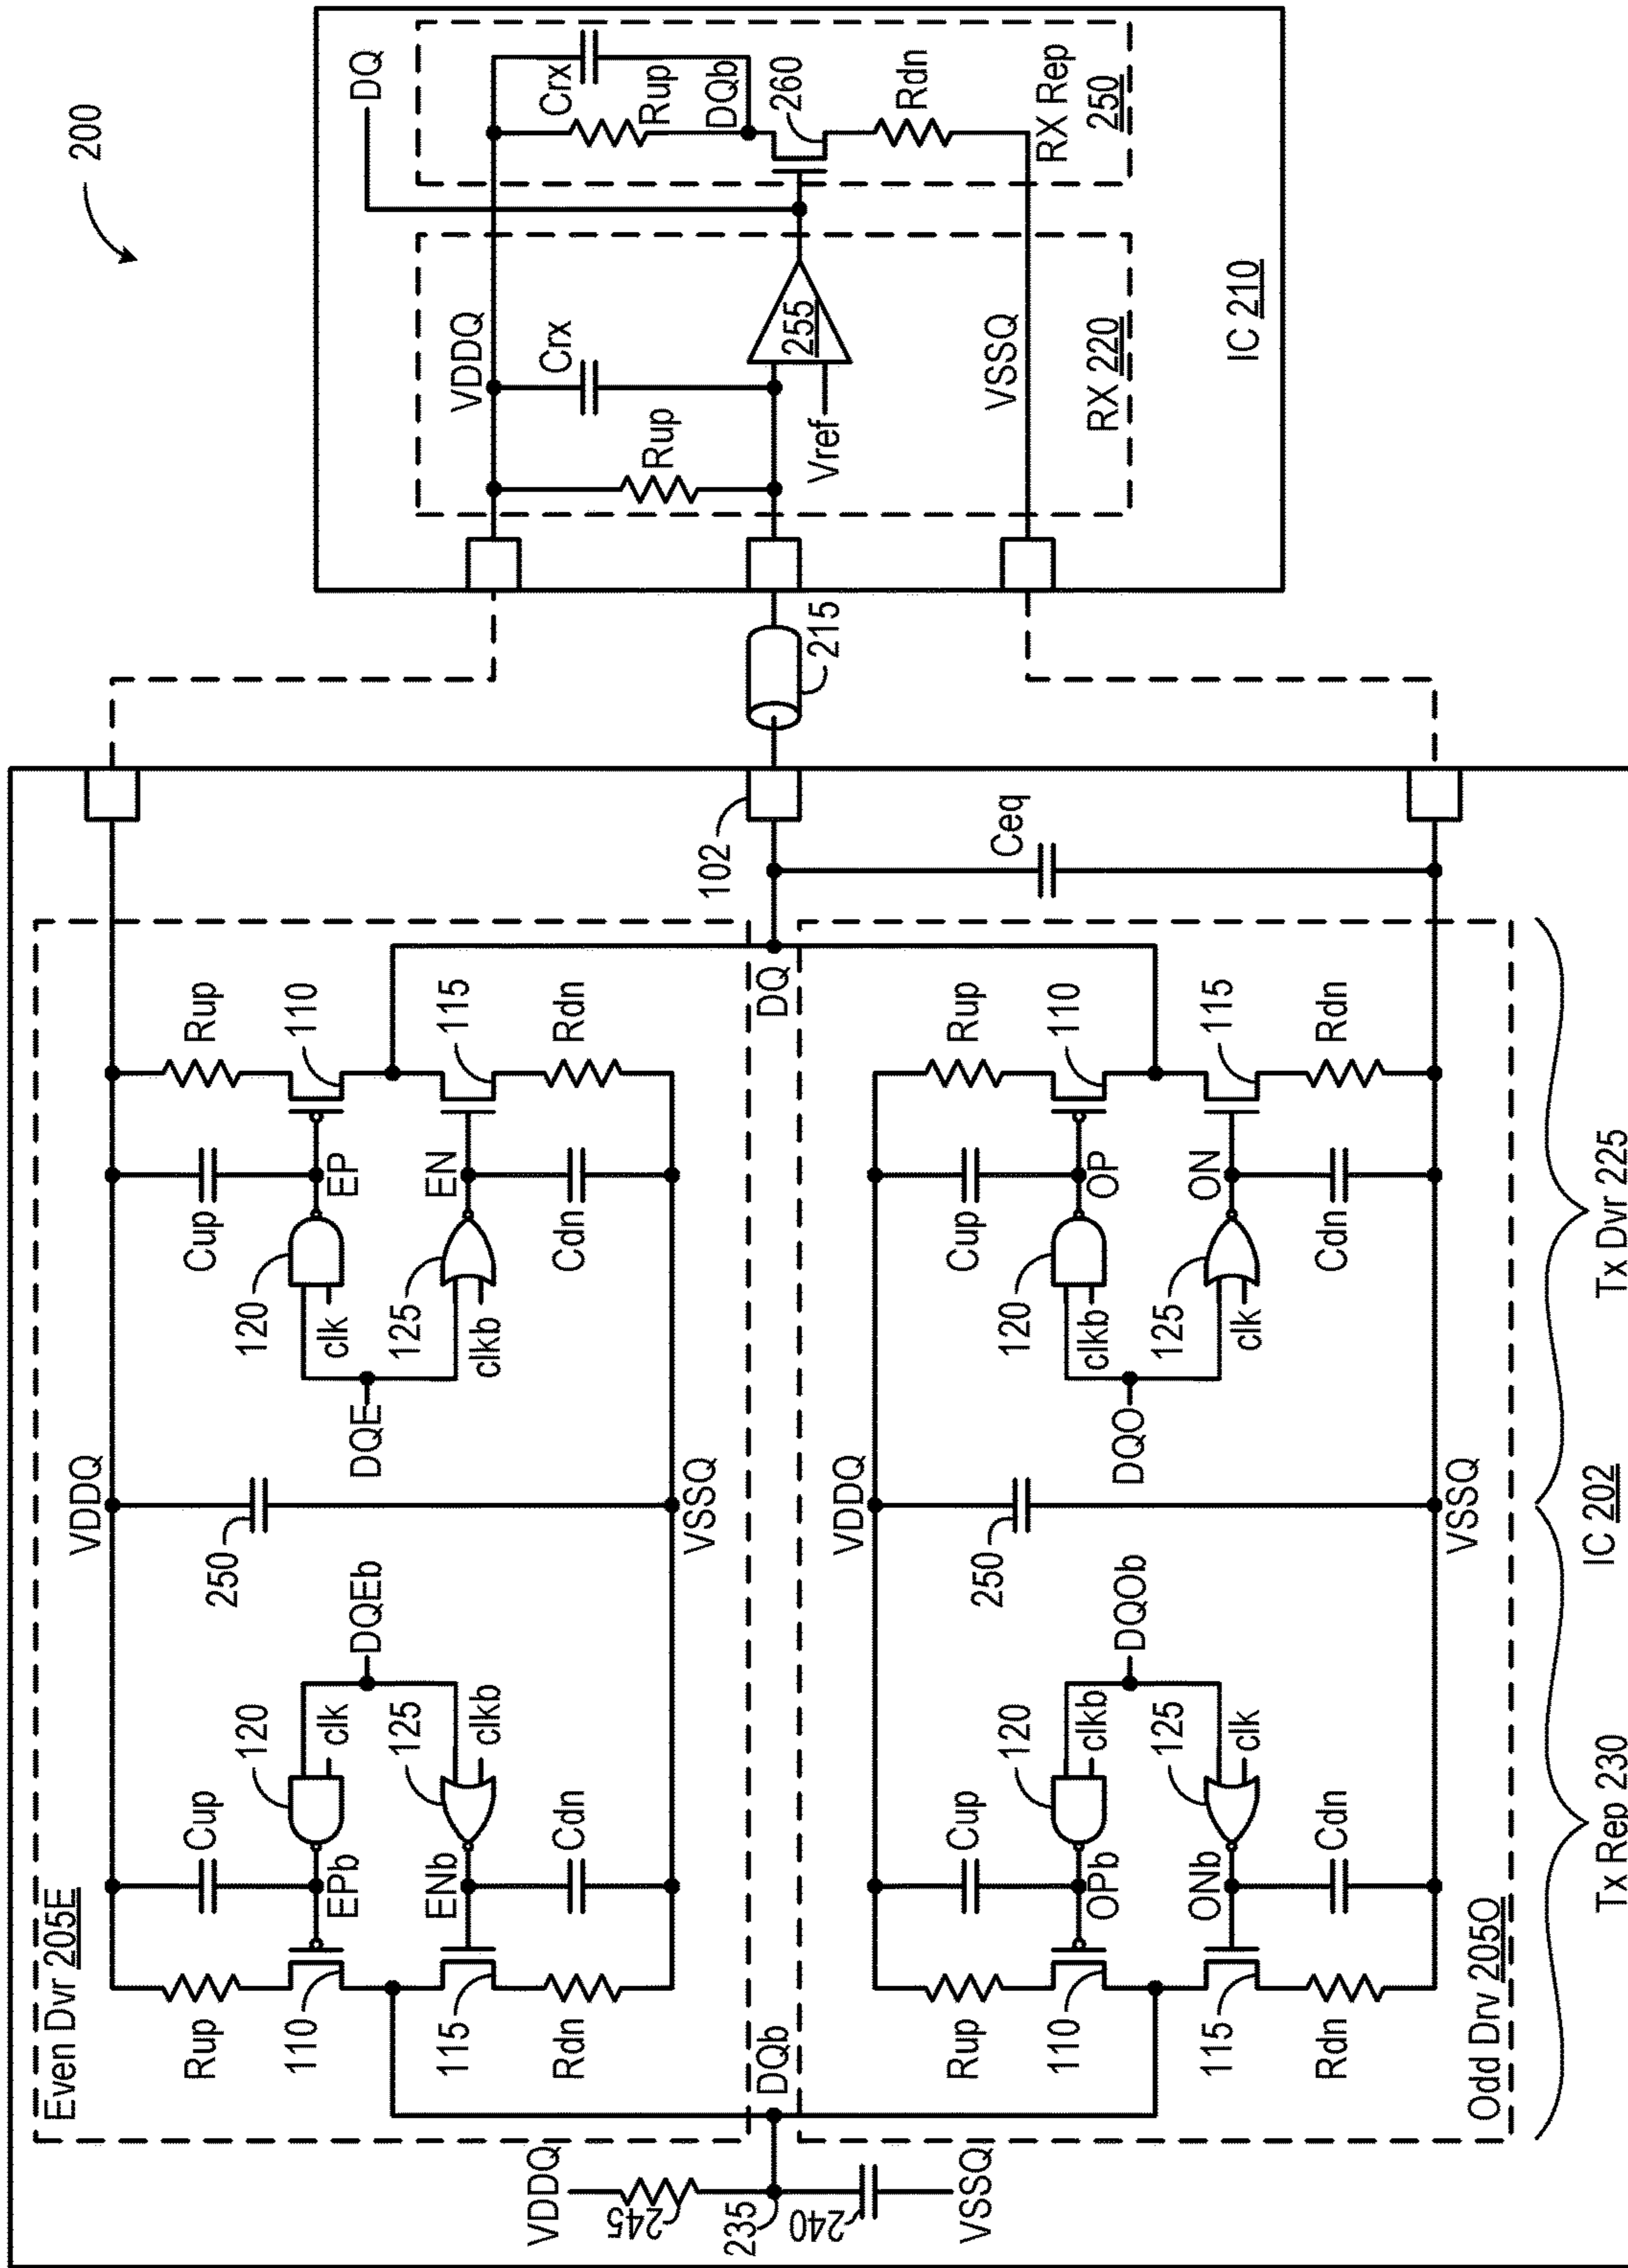 200
Even Dvr 205E
VDDQ
VDDQ
Rup
Cup
120
clk
EPb
110
DQEb
250
ENb
125
clkb
115
Rdn
Cdn
VSSQ
DQE
120
clk
Cup
EP
Rup
110
125
clkb
EN
115
Cdn
Rdn
VDDQ
245
235
240
VSSQ
DQb
DQ
102
Ceq
215
VDDQ
Rup
Cup
120
clkb
OPb
110
DQOb
250
ONb
125
clk
115
Rdn
Cdn
VSSQ
DQO
120
clkb
Cup
OP
Rup
110
125
clk
ON
115
Cdn
Rdn
Odd Drv 205O
Tx Rep 230
IC 202
Tx Dvr 225
VDDQ
Crx
Rup
Vref
255
VSSQ
RX 220
DQ
Crx
Rup
DQb
260
Rdn
RX Rep
250
IC 210